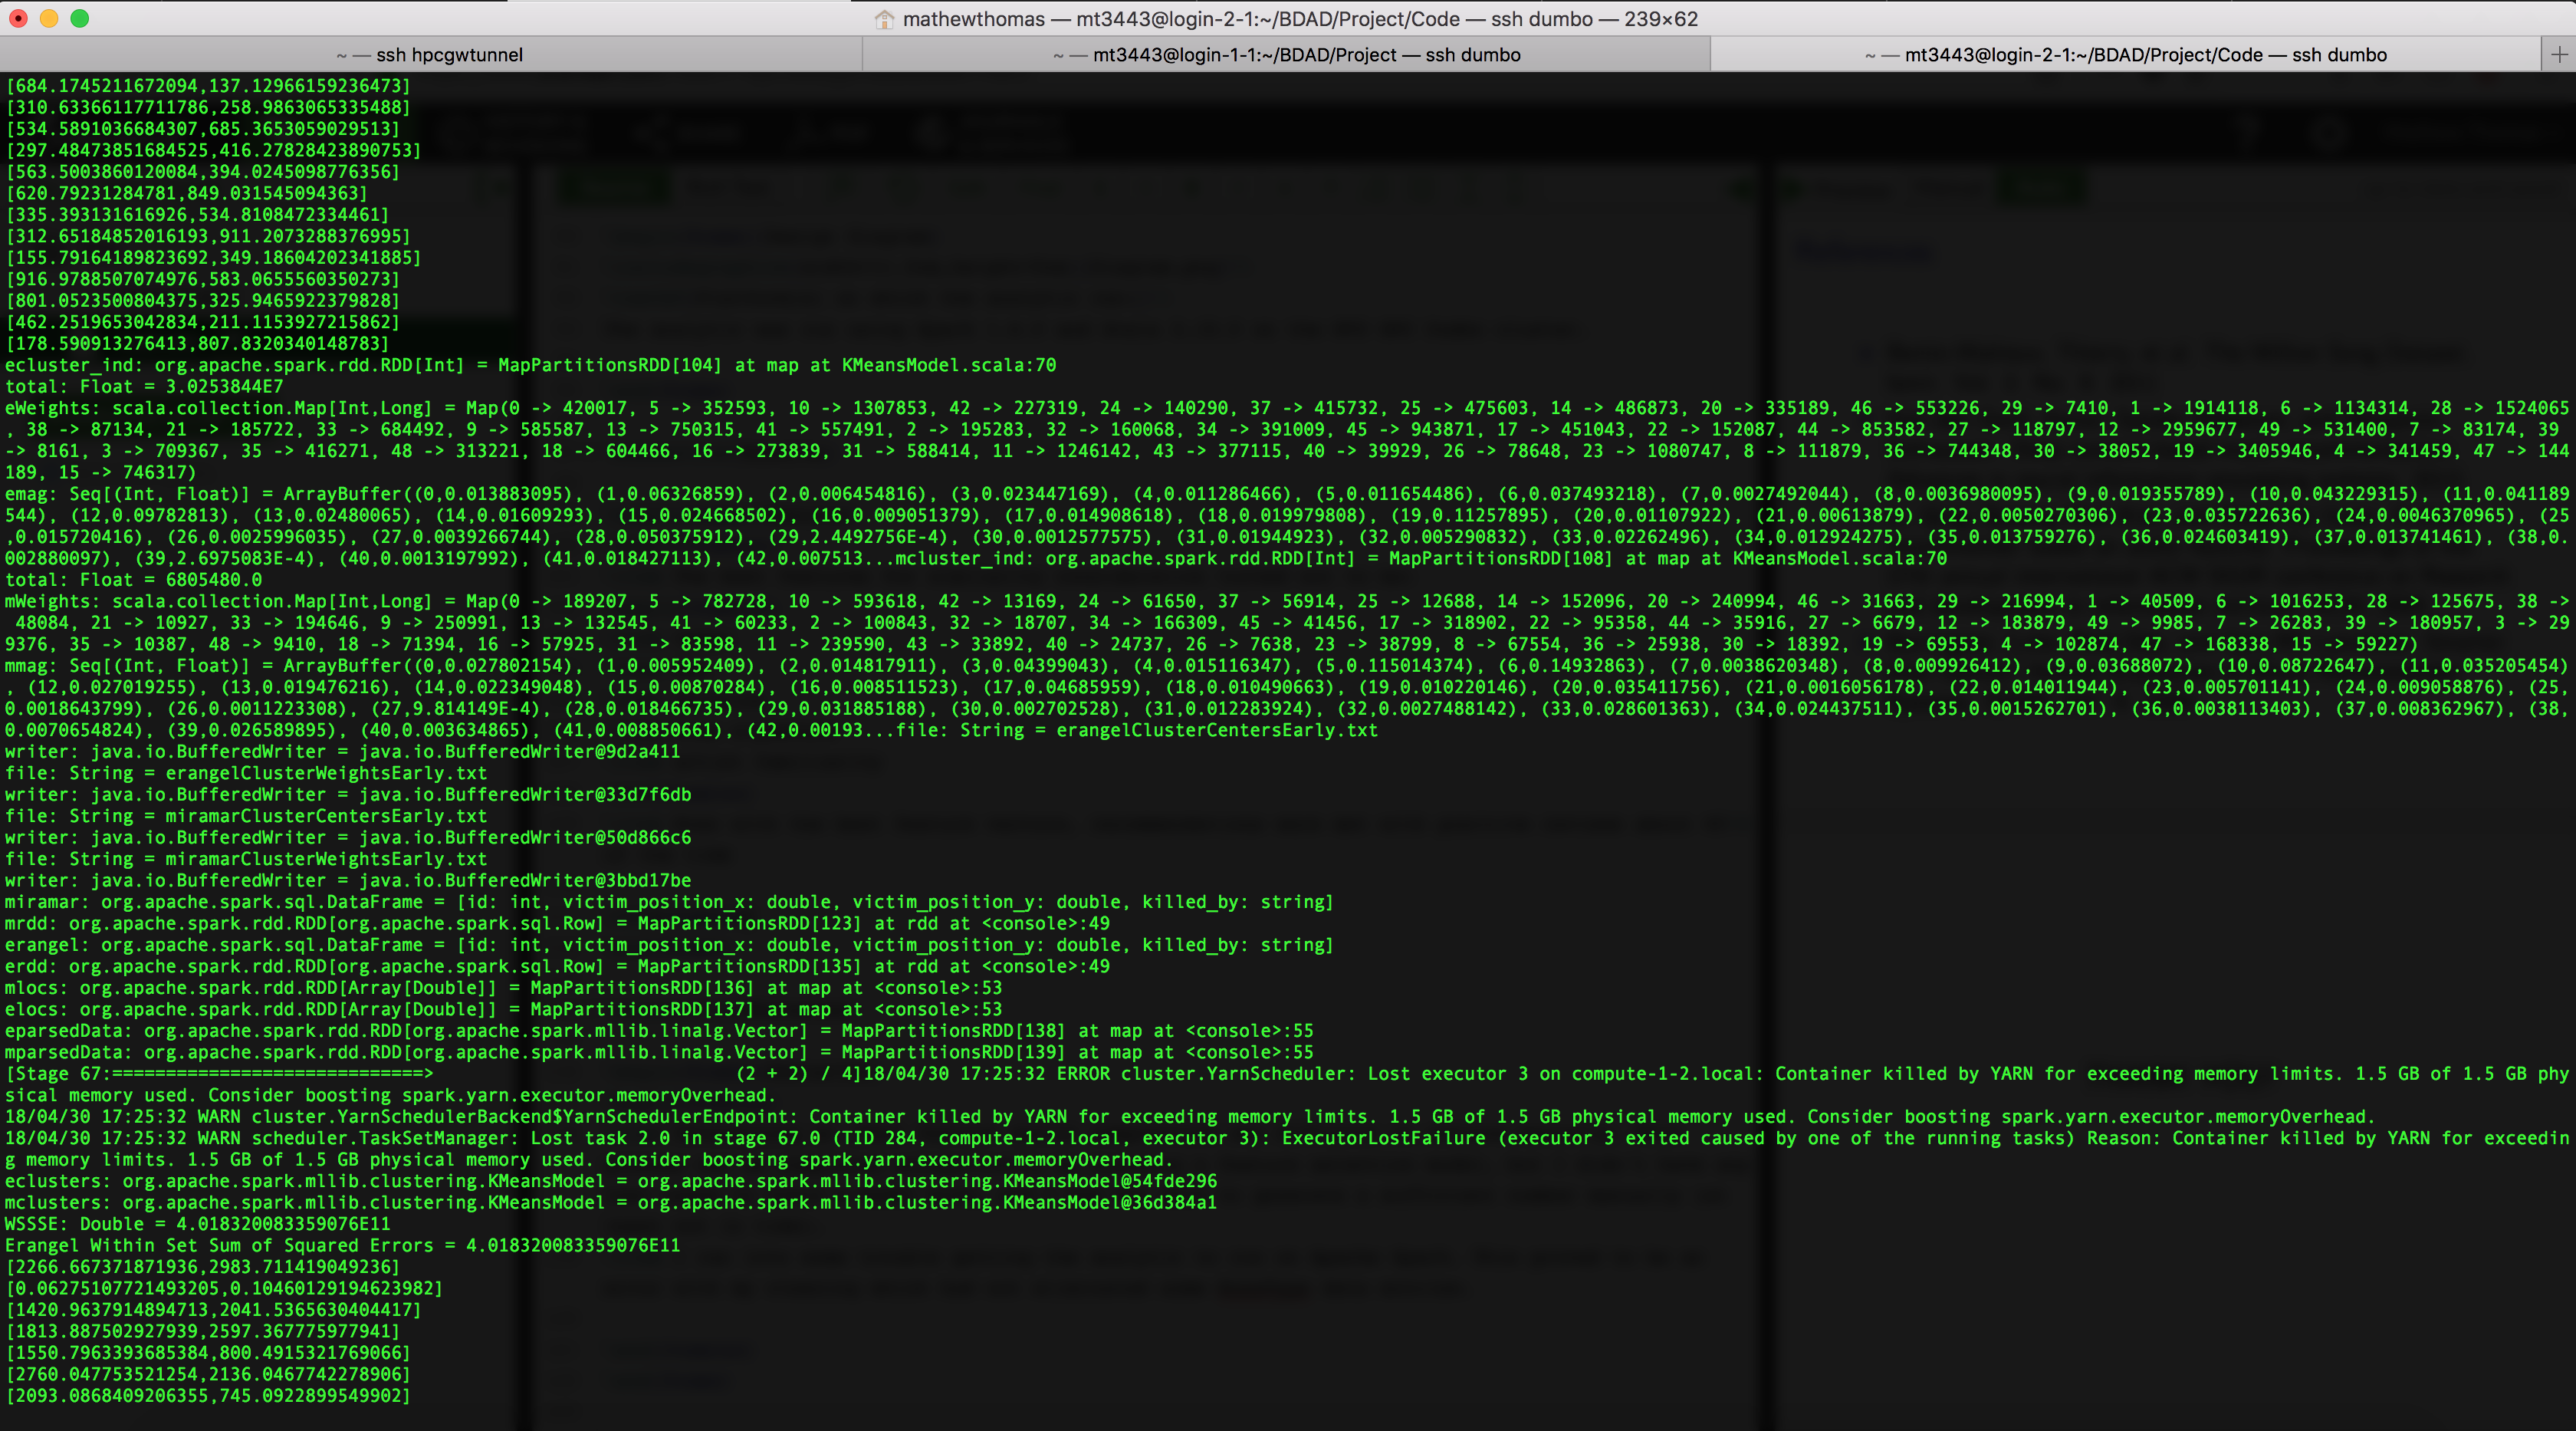 mathewthomas — mt3443@login-2-1:~/BDAD/Project/Code — ssh dumbo — 239×62
~ — ssh hpcgwtunnel
~ — mt3443@login-1-1:~/BDAD/Project — ssh dumbo
~ — mt3443@login-2-1:~/BDAD/Project/Code — ssh dumbo
[684.1745211672094,137.12966159236473]
[310.63366117711786,258.9863065335488]
[534.5891036684307,685.3653059029513]
[297.48473851684525,416.27828423890753]
[563.5003860120084,394.0245098776356]
[620.79231284781,849.031545094363]
[335.393131616926,534.8108472334461]
[312.65184852016193,911.2073288376995]
[155.79164189823692,349.18604202341885]
[916.9788507074976,583.0655560350273]
[801.0523500804375,325.9465922379828]
[462.2519653042834,211.1153927215862]
[178.590913276413,807.8320340148783]
ecluster_ind: org.apache.spark.rdd.RDD[Int] = MapPartitionsRDD[104] at map at KMeansModel.scala:70
total: Float = 3.0253844E7
eWeights: scala.collection.Map[Int,Long] = Map(0 -> 420017, 5 -> 352593, 10 -> 1307853, 42 -> 227319, 24 -> 140290, 37 -> 415732, 25 -> 475603, 14 -> 486873, 20 -> 335189, 46 -> 553226, 29 -> 7410, 1 -> 1914118, 6 -> 1134314, 28 -> 1524065
, 38 -> 87134, 21 -> 185722, 33 -> 684492, 9 -> 585587, 13 -> 750315, 41 -> 557491, 2 -> 195283, 32 -> 160068, 34 -> 391009, 45 -> 943871, 17 -> 451043, 22 -> 152087, 44 -> 853582, 27 -> 118797, 12 -> 2959677, 49 -> 531400, 7 -> 83174, 39
-> 8161, 3 -> 709367, 35 -> 416271, 48 -> 313221, 18 -> 604466, 16 -> 273839, 31 -> 588414, 11 -> 1246142, 43 -> 377115, 40 -> 39929, 26 -> 78648, 23 -> 1080747, 8 -> 111879, 36 -> 744348, 30 -> 38052, 19 -> 3405946, 4 -> 341459, 47 -> 144
189, 15 -> 746317)
emag: Seq[(Int, Float)] = ArrayBuffer((0,0.013883095), (1,0.06326859), (2,0.006454816), (3,0.023447169), (4,0.011286466), (5,0.011654486), (6,0.037493218), (7,0.0027492044), (8,0.0036980095), (9,0.019355789), (10,0.043229315), (11,0.041189
544), (12,0.09782813), (13,0.02480065), (14,0.01609293), (15,0.024668502), (16,0.009051379), (17,0.014908618), (18,0.019979808), (19,0.11257895), (20,0.01107922), (21,0.00613879), (22,0.0050270306), (23,0.035722636), (24,0.0046370965), (25
,0.015720416), (26,0.0025996035), (27,0.0039266744), (28,0.050375912), (29,2.4492756E-4), (30,0.0012577575), (31,0.01944923), (32,0.005290832), (33,0.02262496), (34,0.012924275), (35,0.013759276), (36,0.024603419), (37,0.013741461), (38,0.
002880097), (39,2.6975083E-4), (40,0.0013197992), (41,0.018427113), (42,0.007513...mcluster_ind: org.apache.spark.rdd.RDD[Int] = MapPartitionsRDD[108] at map at KMeansModel.scala:70
total: Float = 6805480.0
mWeights: scala.collection.Map[Int,Long] = Map(0 -> 189207, 5 -> 782728, 10 -> 593618, 42 -> 13169, 24 -> 61650, 37 -> 56914, 25 -> 12688, 14 -> 152096, 20 -> 240994, 46 -> 31663, 29 -> 216994, 1 -> 40509, 6 -> 1016253, 28 -> 125675, 38 ->
48084, 21 -> 10927, 33 -> 194646, 9 -> 250991, 13 -> 132545, 41 -> 60233, 2 -> 100843, 32 -> 18707, 34 -> 166309, 45 -> 41456, 17 -> 318902, 22 -> 95358, 44 -> 35916, 27 -> 6679, 12 -> 183879, 49 -> 9985, 7 -> 26283, 39 -> 180957, 3 -> 29
9376, 35 -> 10387, 48 -> 9410, 18 -> 71394, 16 -> 57925, 31 -> 83598, 11 -> 239590, 43 -> 33892, 40 -> 24737, 26 -> 7638, 23 -> 38799, 8 -> 67554, 36 -> 25938, 30 -> 18392, 19 -> 69553, 4 -> 102874, 47 -> 168338, 15 -> 59227)
mmag: Seq[(Int, Float)] = ArrayBuffer((0,0.027802154), (1,0.005952409), (2,0.014817911), (3,0.04399043), (4,0.015116347), (5,0.115014374), (6,0.14932863), (7,0.0038620348), (8,0.009926412), (9,0.03688072), (10,0.08722647), (11,0.035205454)
, (12,0.027019255), (13,0.019476216), (14,0.022349048), (15,0.00870284), (16,0.008511523), (17,0.04685959), (18,0.010490663), (19,0.010220146), (20,0.035411756), (21,0.0016056178), (22,0.014011944), (23,0.005701141), (24,0.009058876), (25,
0.0018643799), (26,0.0011223308), (27,9.814149E-4), (28,0.018466735), (29,0.031885188), (30,0.002702528), (31,0.012283924), (32,0.0027488142), (33,0.028601363), (34,0.024437511), (35,0.0015262701), (36,0.0038113403), (37,0.008362967), (38,
0.0070654824), (39,0.026589895), (40,0.003634865), (41,0.008850661), (42,0.00193...file: String = erangelClusterCentersEarly.txt
writer: java.io.BufferedWriter = java.io.BufferedWriter@9d2a411
file: String = erangelClusterWeightsEarly.txt
writer: java.io.BufferedWriter = java.io.BufferedWriter@33d7f6db
file: String = miramarClusterCentersEarly.txt
writer: java.io.BufferedWriter = java.io.BufferedWriter@50d866c6
file: String = miramarClusterWeightsEarly.txt
writer: java.io.BufferedWriter = java.io.BufferedWriter@3bbd17be
miramar: org.apache.spark.sql.DataFrame = [id: int, victim_position_x: double, victim_position_y: double, killed_by: string]
mrdd: org.apache.spark.rdd.RDD[org.apache.spark.sql.Row] = MapPartitionsRDD[123] at rdd at <console>:49
erangel: org.apache.spark.sql.DataFrame = [id: int, victim_position_x: double, victim_position_y: double, killed_by: string]
erdd: org.apache.spark.rdd.RDD[org.apache.spark.sql.Row] = MapPartitionsRDD[135] at rdd at <console>:49
mlocs: org.apache.spark.rdd.RDD[Array[Double]] = MapPartitionsRDD[136] at map at <console>:53
elocs: org.apache.spark.rdd.RDD[Array[Double]] = MapPartitionsRDD[137] at map at <console>:53
eparsedData: org.apache.spark.rdd.RDD[org.apache.spark.mllib.linalg.Vector] = MapPartitionsRDD[138] at map at <console>:55
mparsedData: org.apache.spark.rdd.RDD[org.apache.spark.mllib.linalg.Vector] = MapPartitionsRDD[139] at map at <console>:55
[Stage 67:=============================> (2 + 2) / 4]18/04/30 17:25:32 ERROR cluster.YarnScheduler: Lost executor 3 on compute-1-2.local: Container killed by YARN for exceeding memory limits. 1.5 GB of 1.5 GB phy
sical memory used. Consider boosting spark.yarn.executor.memoryOverhead.
18/04/30 17:25:32 WARN cluster.YarnSchedulerBackend$YarnSchedulerEndpoint: Container killed by YARN for exceeding memory limits. 1.5 GB of 1.5 GB physical memory used. Consider boosting spark.yarn.executor.memoryOverhead.
18/04/30 17:25:32 WARN scheduler.TaskSetManager: Lost task 2.0 in stage 67.0 (TID 284, compute-1-2.local, executor 3): ExecutorLostFailure (executor 3 exited caused by one of the running tasks) Reason: Container killed by YARN for exceedin
g memory limits. 1.5 GB of 1.5 GB physical memory used. Consider boosting spark.yarn.executor.memoryOverhead.
eclusters: org.apache.spark.mllib.clustering.KMeansModel = org.apache.spark.mllib.clustering.KMeansModel@54fde296
mclusters: org.apache.spark.mllib.clustering.KMeansModel = org.apache.spark.mllib.clustering.KMeansModel@36d384a1
WSSSE: Double = 4.018320083359076E11
Erangel Within Set Sum of Squared Errors = 4.018320083359076E11
[2266.667371871936,2983.711419049236]
[0.06275107721493205,0.10460129194623982]
[1420.9637914894713,2041.5365630404417]
[1813.887502927939,2597.367775977941]
[1550.7963393685384,800.4915321769066]
[2760.047753521254,2136.0467742278906]
[2093.0868409206355,745.0922899549902]